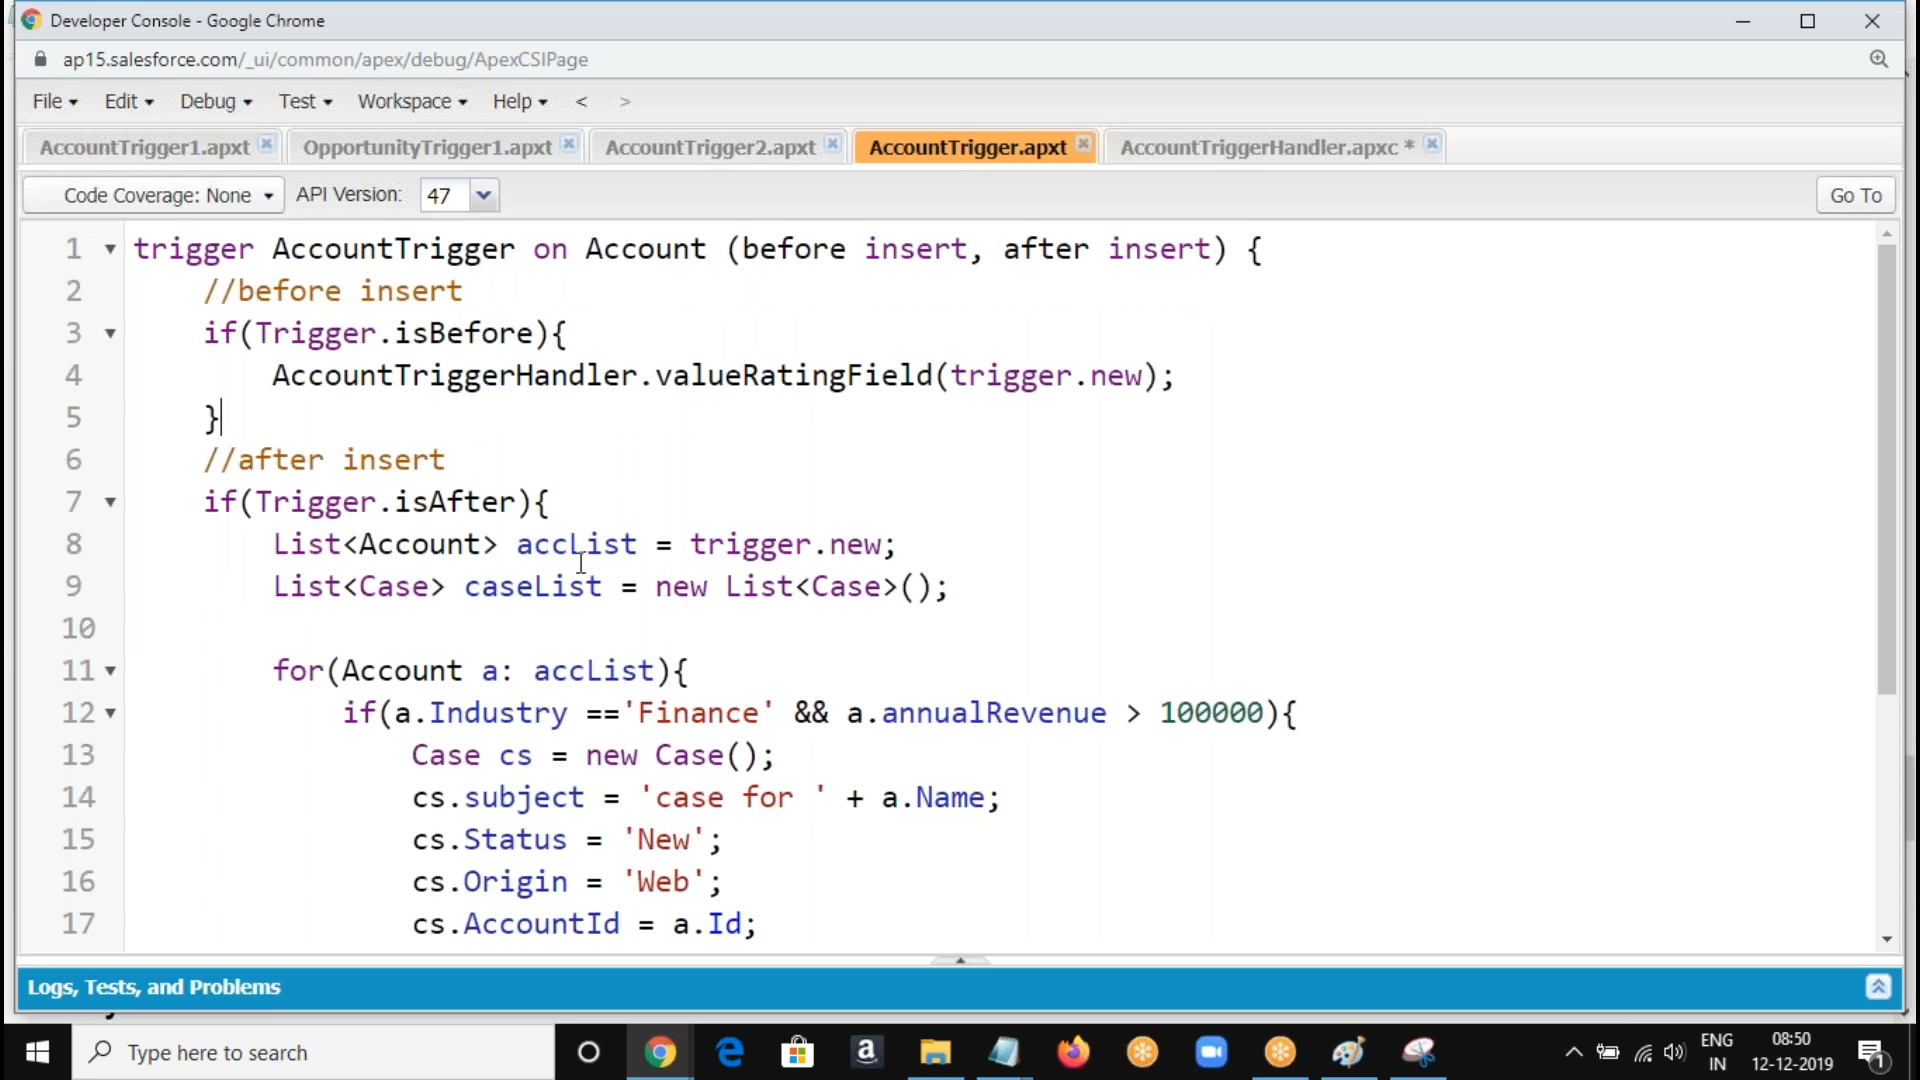 Developer Console - Google Chrome
ap15.salesforce.com/_ui/common/apex/debug/ApexCSIPage
File Edit Debug Test Workspace Help < >
AccountTrigger1.apxt OpportunityTrigger1.apxt AccountTrigger2.apxt AccountTrigger.apxt AccountTriggerHandler.apxc *
Code Coverage: None API Version: 47 Go To
1 trigger AccountTrigger on Account (before insert, after insert) {
2 //before insert
3 if(Trigger.isBefore){
4 AccountTriggerHandler.valueRatingField(trigger.new);
5 }
6 //after insert
7 if(Trigger.isAfter){
8 List<Account> accList = trigger.new;
9 List<Case> caseList = new List<Case>();
10
11 for(Account a: accList){
12 if(a.Industry =='Finance' && a.annualRevenue > 100000){
13 Case cs = new Case();
14 cs.subject = 'case for ' + a.Name;
15 cs.Status = 'New';
16 cs.Origin = 'Web';
17 cs.AccountId = a.Id;
Logs, Tests, and Problems
Type here to search
ENG
IN
08:50
12-12-2019
1